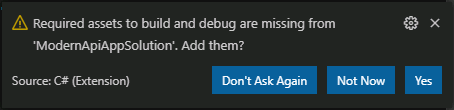 Required assets to build and debug are missing from
'ModernApiAppSolution'. Add them?
Source: C# (Extension)
Don't Ask Again
Not Now
Yes